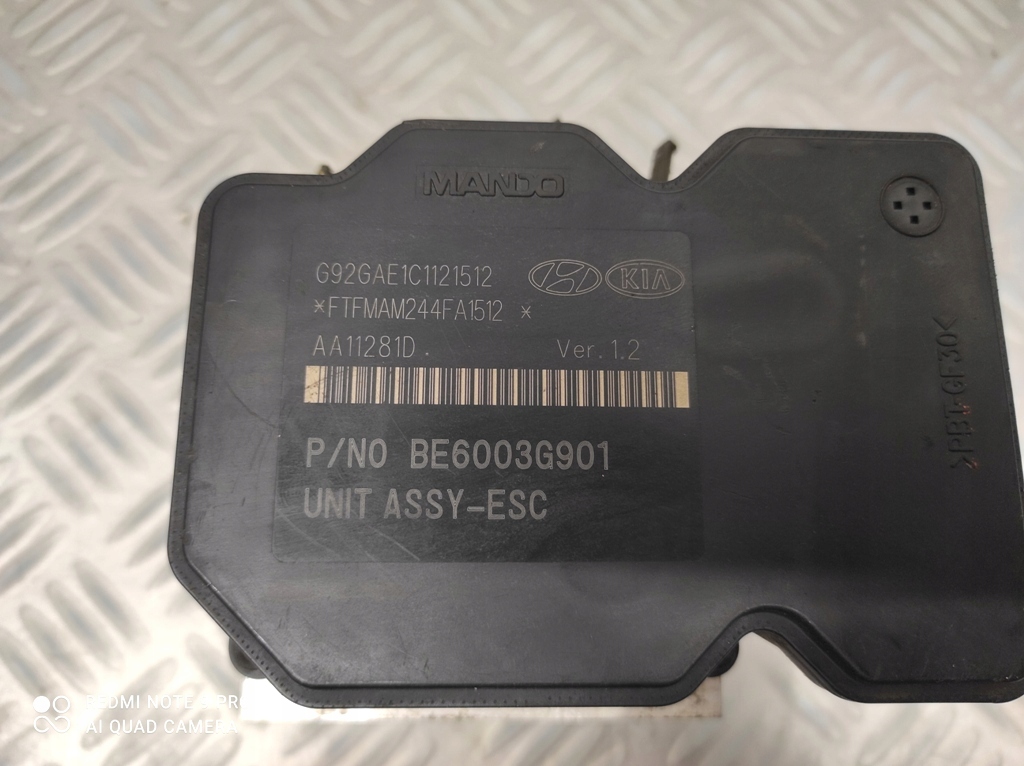 MANDO
G92GAE1C1121512
KIA
*FTFMAM244FA1512 *
AA11281D. Ver. 1.2
P/NO BE6003G901
UNIT ASSY-ESC
>PBT-GF30<
REDMI NOTE PRO
AI QUAD CAMERA